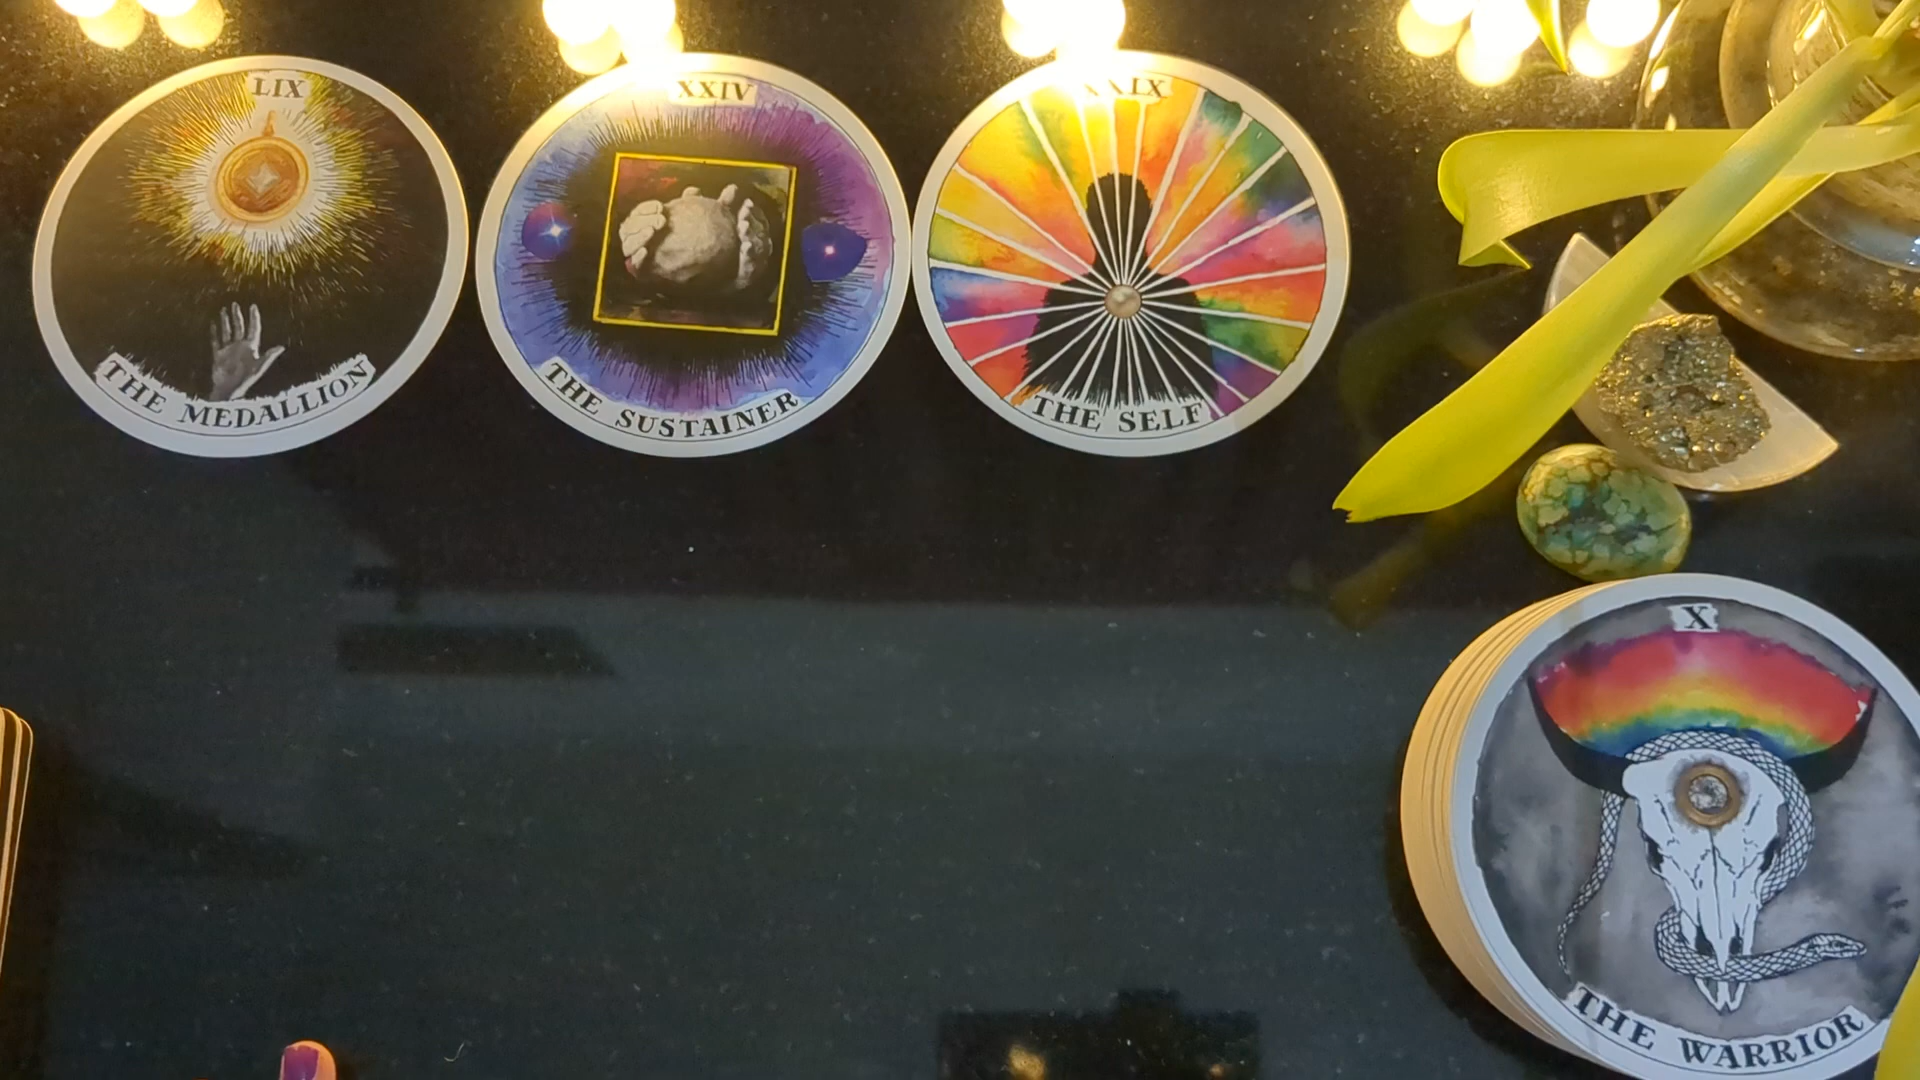 LIX
THE MEDALLION
XXIV
THE SUSTAINER
THE SELF
X
THE WARRIOR